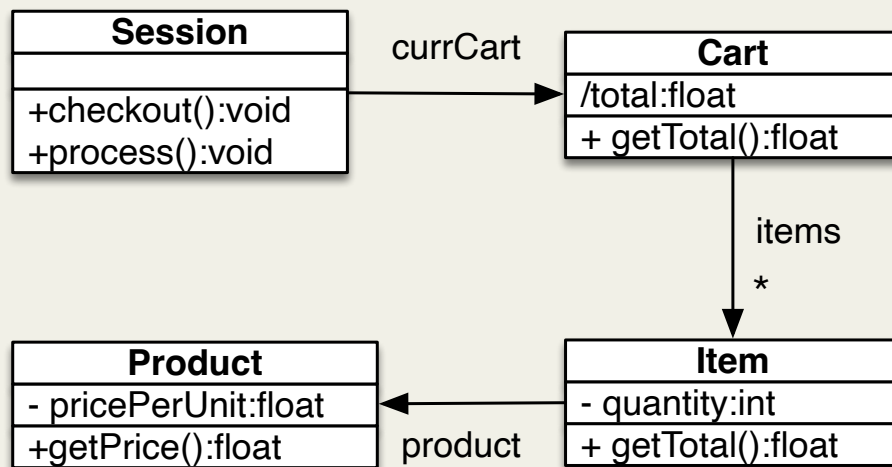 Session
+checkout():void
+process():void
currCart
Cart
/total:float
+ getTotal():float
items
*
Product
- pricePerUnit:float
+getPrice():float
product
Item
- quantity:int
+ getTotal():float